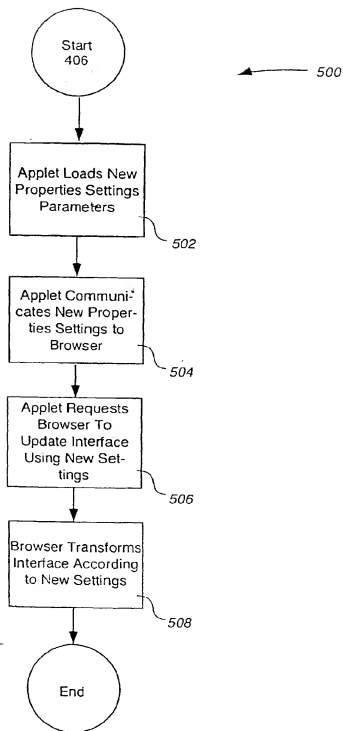 Start
406
500
Applet Loads New
Properties Settings
Parameters
502
Applet Communi-
cates New Proper-
ties Settings to
Browser
504
Applet Requests
Browser To
Update Interface
Using New Set-
tings
506
Browser Transforms
Interface According
to New Settings
508
End